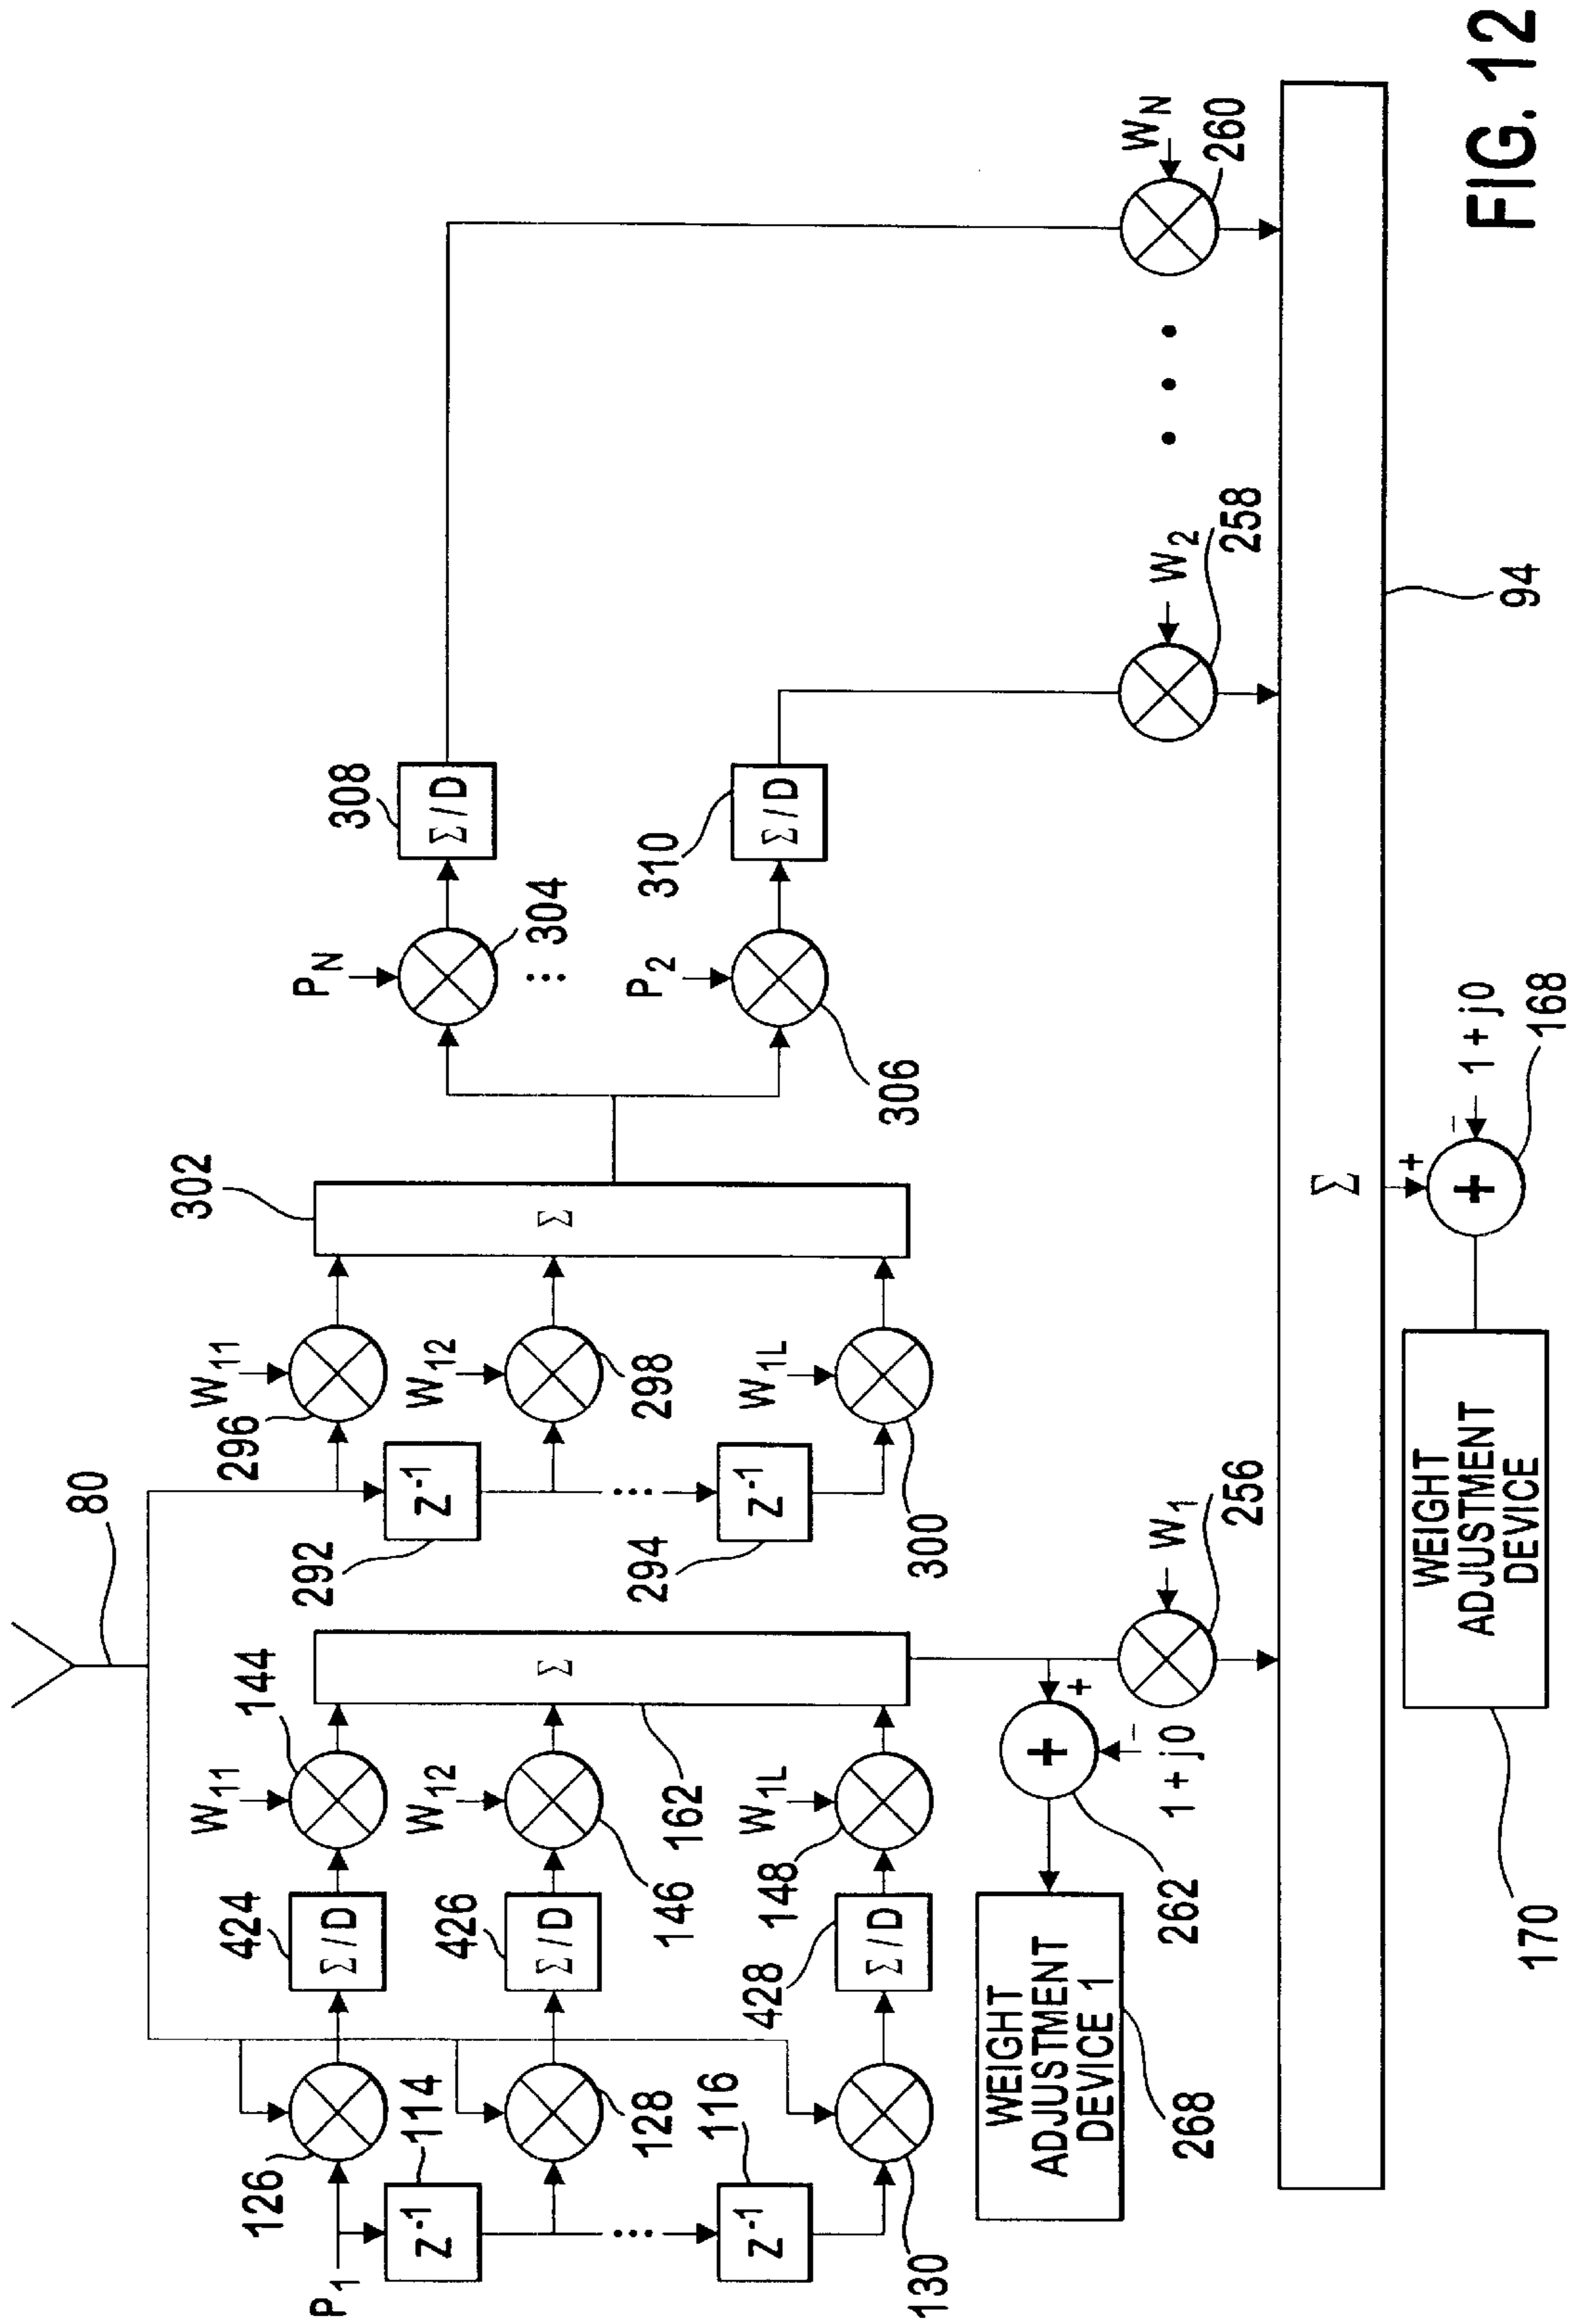 80
P1
126
Z-1
114
128
Z-1
116
130
424
Σ/D
426
Σ/D
428
Σ/D
W11
144
W12
146
W1L
148
Σ
162
W11
296
Z-1
292
W12
298
Z-1
294
W1L
300
Σ
302
PN
304
Σ/D
308
P2
306
Σ/D
310
+
+
−
1+j0
262
WEIGHT
ADJUSTMENT
DEVICE 1
268
W1
256
W2
258
WN
260
Σ
94
+
+
−
1+j0
168
WEIGHT
ADJUSTMENT
DEVICE
170
FIG. 12